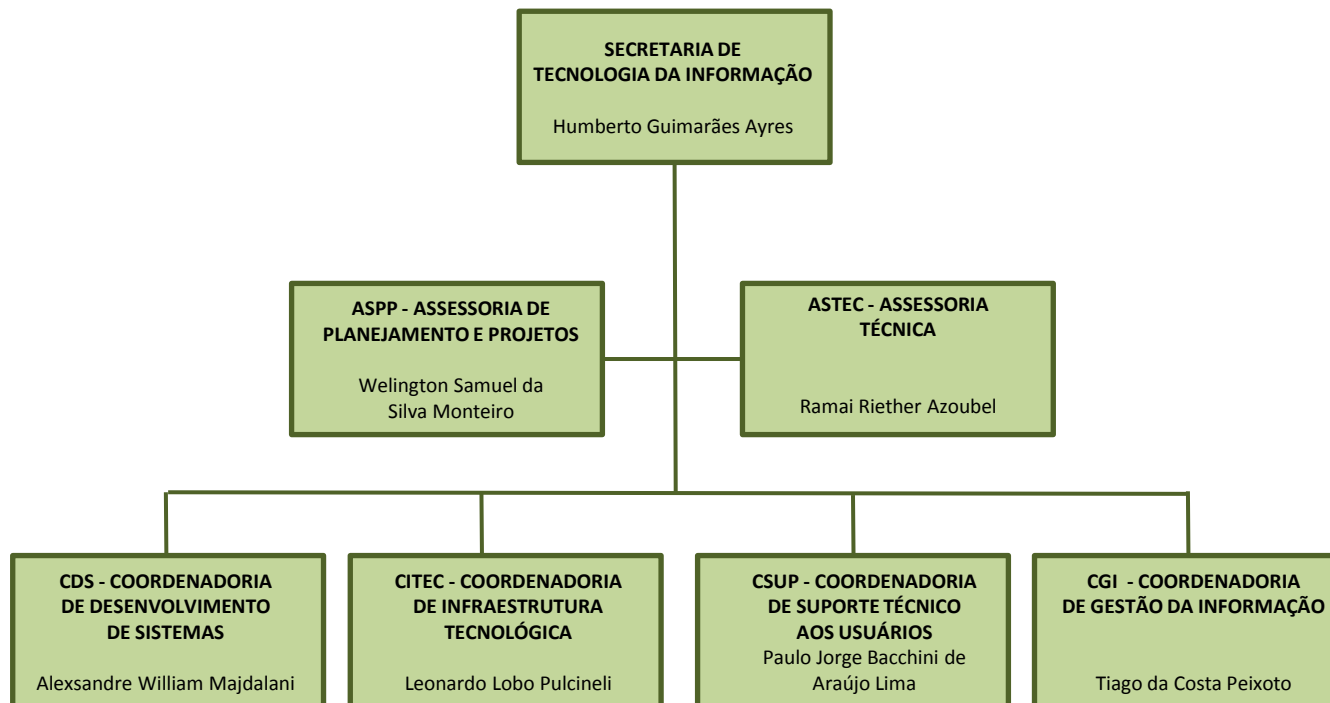 SECRETARIA DE
TECNOLOGIA DA INFORMAÇÃO
Humberto Guimarães Ayres
ASPP - ASSESSORIA DE
PLANEJAMENTO E PROJETOS
Welington Samuel da
Silva Monteiro
ASTEC - ASSESSORIA
TÉCNICA
Ramai Riether Azoubel
CDS - COORDENADORIA
DE DESENVOLVIMENTO
DE SISTEMAS
Alexsandre William Majdalani
CITEC - COORDENADORIA
DE INFRAESTRUTURA
TECNOLÓGICA
Leonardo Lobo Pulcineli
CSUP - COORDENADORIA
DE SUPORTE TÉCNICO
AOS USUÁRIOS
Paulo Jorge Bacchini de
Araújo Lima
CGI - COORDENADORIA
DE GESTÃO DA INFORMAÇÃO
Tiago da Costa Peixoto